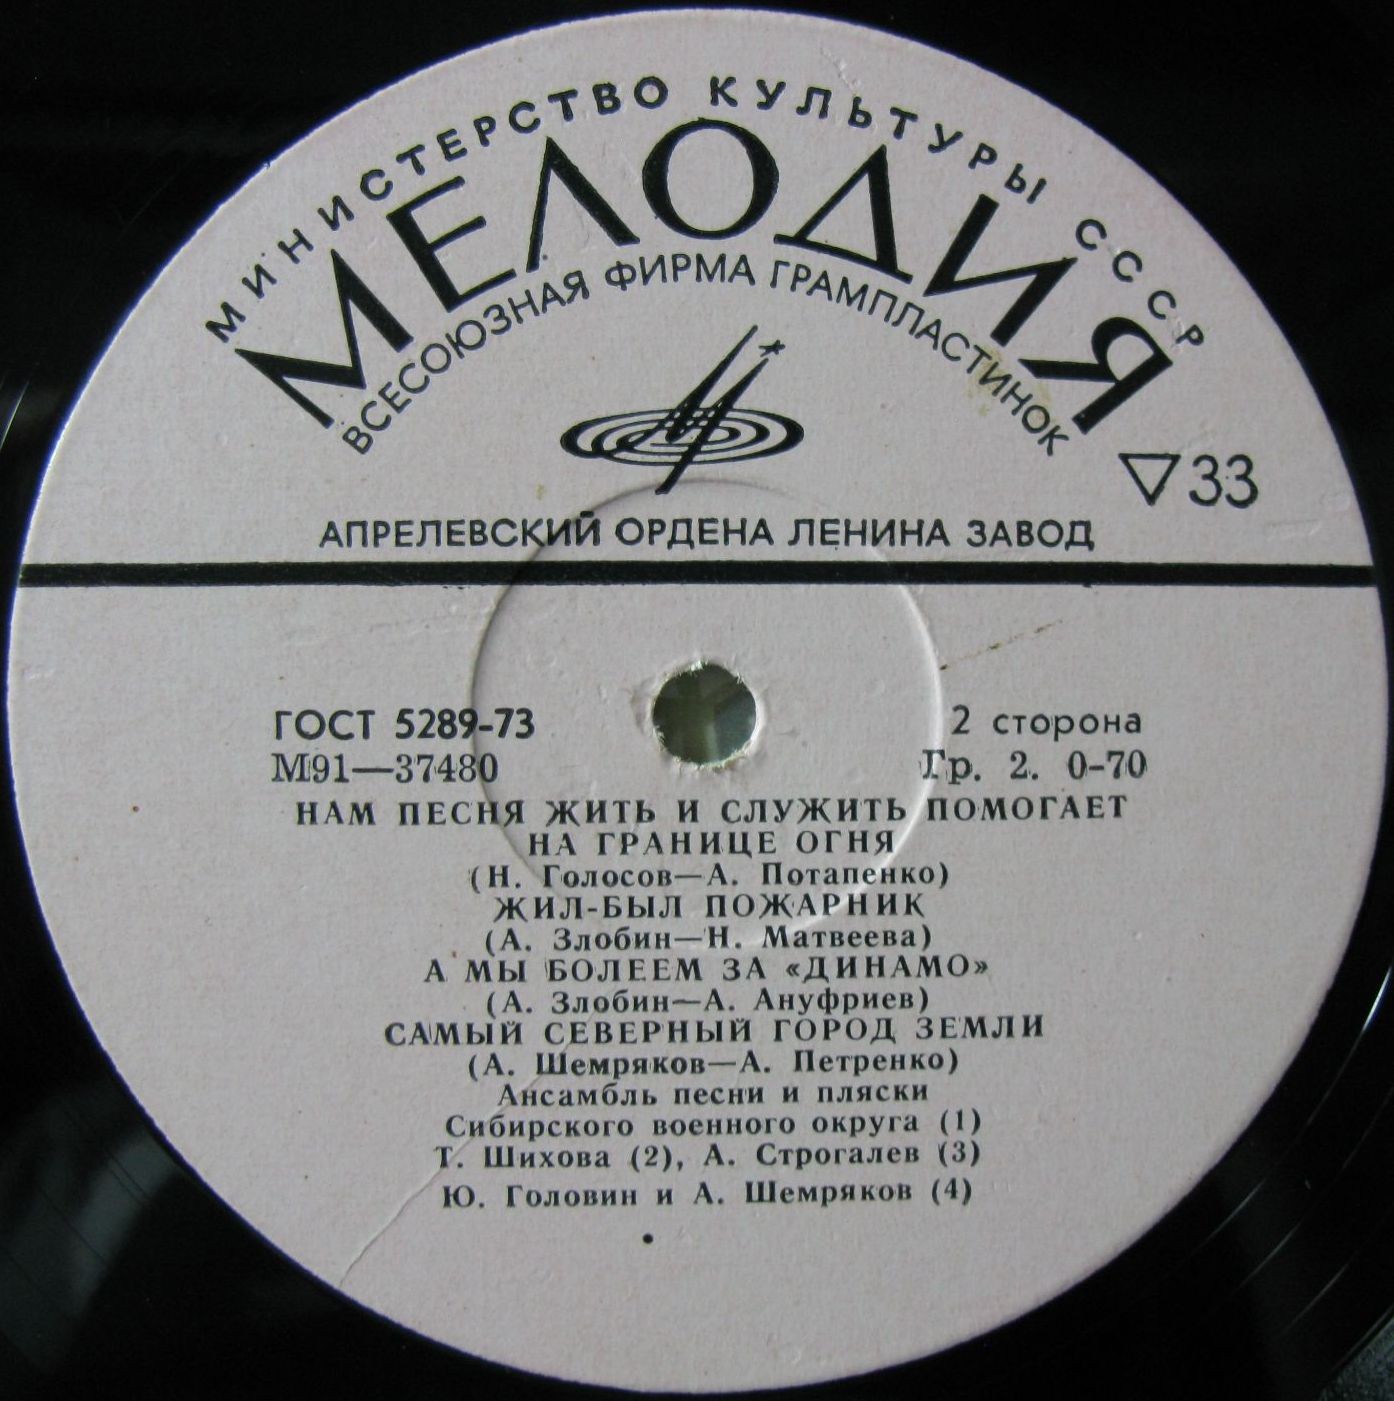 МИНИСТЕРСТВО КУЛЬТУРЫ СССР
МЕЛОДИЯ
ВСЕСОЮЗНАЯ ФИРМА ГРАМПЛАСТИНОК
▽33
АПРЕЛЕВСКИЙ ОРДЕНА ЛЕНИНА ЗАВОД
ГОСТ 5289-73
2 сторона
М91—37480
Гр. 2. 0-70
НАМ ПЕСНЯ ЖИТЬ И СЛУЖИТЬ ПОМОГАЕТ
НА ГРАНИЦЕ ОГНЯ
(Н. Голосов—А. Потапенко)
ЖИЛ-БЫЛ ПОЖАРНИК
(А. Злобин—Н. Матвеева)
А МЫ БОЛЕЕМ ЗА «ДИНАМО»
(А. Злобин—А. Ануфриев)
САМЫЙ СЕВЕРНЫЙ ГОРОД ЗЕМЛИ
(А. Шемряков—А. Петренко)
Ансамбль песни и пляски
Сибирского военного округа (1)
Т. Шихова (2), А. Строгалев (3)
Ю. Головин и А. Шемряков (4)